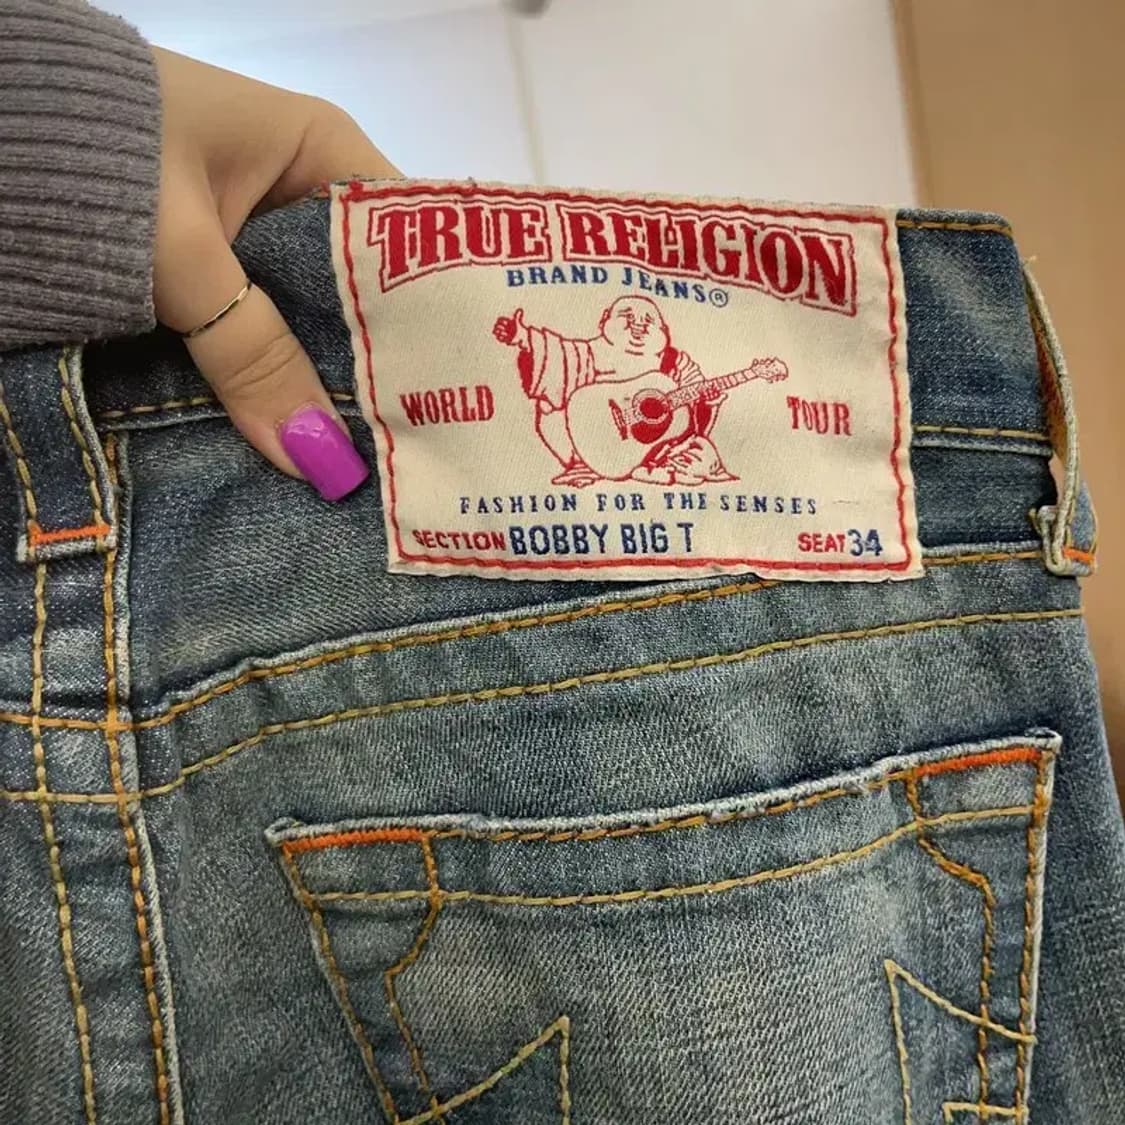 TRUE RELIGION
BRAND JEANS®
WORLD TOUR
FASHION FOR THE SENSES
SECTION BOBBY BIG T SEAT 34